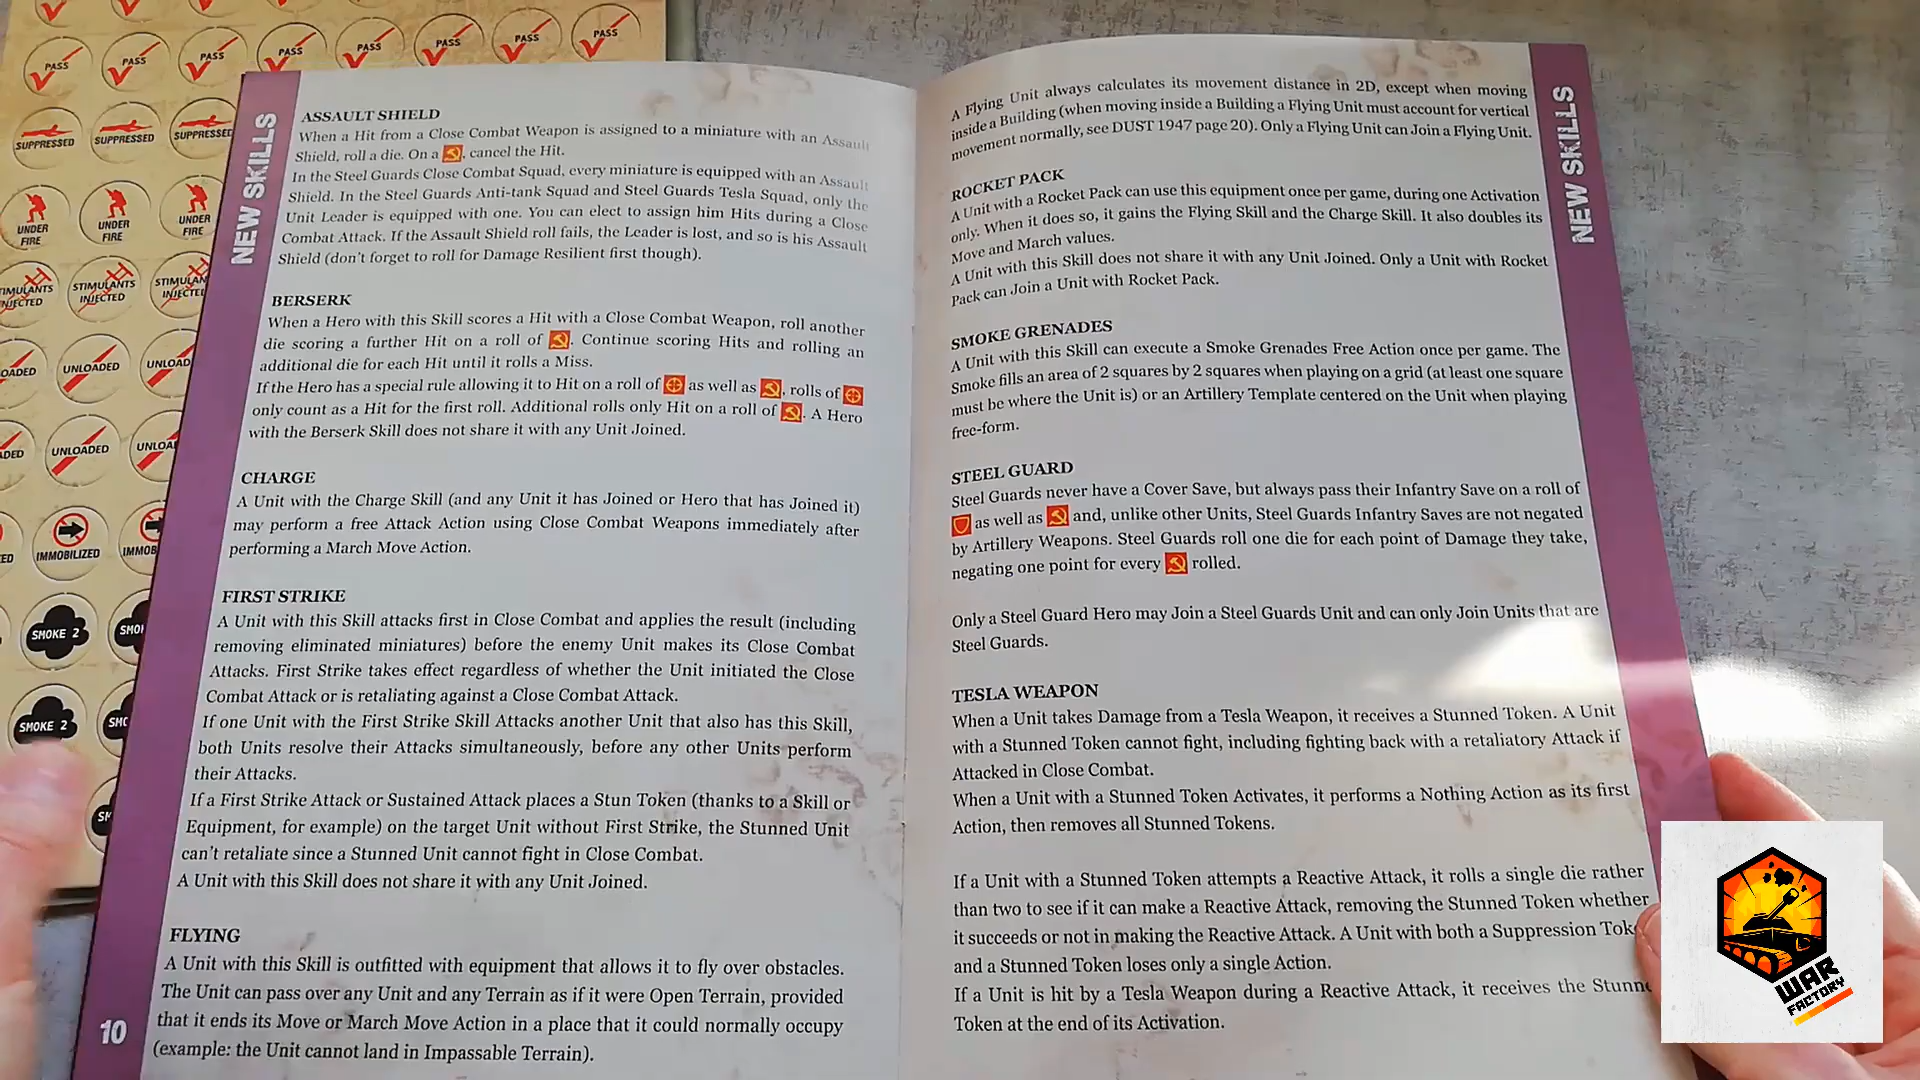 PASS
PASS
PASS
PASS
PASS
PASS
PASS
PASS
SUPPRESSED
SUPPRESSED
SUPPRESSED
UNDER
FIRE
UNDER
FIRE
UNDER
FIRE
STIMULANTS
INJECTED
UNLOADED
UNLOADED
IMMOBILIZED
SMOKE 2
SMOKE 2
NEW SKILLS
ASSAULT SHIELD
When a Hit from a Close Combat Weapon is assigned to a miniature with an Assault
Shield, roll a die. On a , cancel the Hit.
In the Steel Guards Close Combat Squad, every miniature is equipped with an Assault
Shield. In the Steel Guards Anti-tank Squad and Steel Guards Tesla Squad, only the
Unit Leader is equipped with one. You can elect to assign him Hits during a Close
Combat Attack. If the Assault Shield roll fails, the Leader is lost, and so is his Assault
Shield (don't forget to roll for Damage Resilient first though).
BERSERK
When a Hero with this Skill scores a Hit with a Close Combat Weapon, roll another
die scoring a further Hit on a roll of . Continue scoring Hits and rolling an
additional die for each Hit until it rolls a Miss.
If the Hero has a special rule allowing it to Hit on a roll of as well as , rolls of
only count as a Hit for the first roll. Additional rolls only Hit on a roll of . A Hero
with the Berserk Skill does not share it with any Unit Joined.
CHARGE
A Unit with the Charge Skill (and any Unit it has Joined or Hero that has Joined it)
may perform a free Attack Action using Close Combat Weapons immediately after
performing a March Move Action.
FIRST STRIKE
A Unit with this Skill attacks first in Close Combat and applies the result (including
removing eliminated miniatures) before the enemy Unit makes its Close Combat
Attacks. First Strike takes effect regardless of whether the Unit initiated the Close
Combat Attack or is retaliating against a Close Combat Attack.
If one Unit with the First Strike Skill Attacks another Unit that also has this Skill,
both Units resolve their Attacks simultaneously, before any other Units perform
their Attacks.
If a First Strike Attack or Sustained Attack places a Stun Token (thanks to a Skill or
Equipment, for example) on the target Unit without First Strike, the Stunned Unit
can't retaliate since a Stunned Unit cannot fight in Close Combat.
A Unit with this Skill does not share it with any Unit Joined.
FLYING
A Unit with this Skill is outfitted with equipment that allows it to fly over obstacles.
The Unit can pass over any Unit and any Terrain as if it were Open Terrain, provided
that it ends its Move or March Move Action in a place that it could normally occupy
(example: the Unit cannot land in Impassable Terrain).
10
A Flying Unit always calculates its movement distance in 2D, except when moving
inside a Building (when moving inside a Building a Flying Unit must account for vertical
movement normally, see DUST 1947 page 20). Only a Flying Unit can Join a Flying Unit.
ROCKET PACK
A Unit with a Rocket Pack can use this equipment once per game, during one Activation
only. When it does so, it gains the Flying Skill and the Charge Skill. It also doubles its
Move and March values.
A Unit with this Skill does not share it with any Unit Joined. Only a Unit with Rocket
Pack can Join a Unit with Rocket Pack.
SMOKE GRENADES
A Unit with this Skill can execute a Smoke Grenades Free Action once per game. The
Smoke fills an area of 2 squares by 2 squares when playing on a grid (at least one square
must be where the Unit is) or an Artillery Template centered on the Unit when playing
free-form.
STEEL GUARD
Steel Guards never have a Cover Save, but always pass their Infantry Save on a roll of
as well as and, unlike other Units, Steel Guards Infantry Saves are not negated
by Artillery Weapons. Steel Guards roll one die for each point of Damage they take,
negating one point for every rolled.
Only a Steel Guard Hero may Join a Steel Guards Unit and can only Join Units that are
Steel Guards.
TESLA WEAPON
When a Unit takes Damage from a Tesla Weapon, it receives a Stunned Token. A Unit
with a Stunned Token cannot fight, including fighting back with a retaliatory Attack if
Attacked in Close Combat.
When a Unit with a Stunned Token Activates, it performs a Nothing Action as its first
Action, then removes all Stunned Tokens.
If a Unit with a Stunned Token attempts a Reactive Attack, it rolls a single die rather
than two to see if it can make a Reactive Attack, removing the Stunned Token whether
it succeeds or not in making the Reactive Attack. A Unit with both a Suppression Tok
and a Stunned Token loses only a single Action.
If a Unit is hit by a Tesla Weapon during a Reactive Attack, it receives the Stunne
Token at the end of its Activation.
NEW SKILLS
WAR
FACTORY